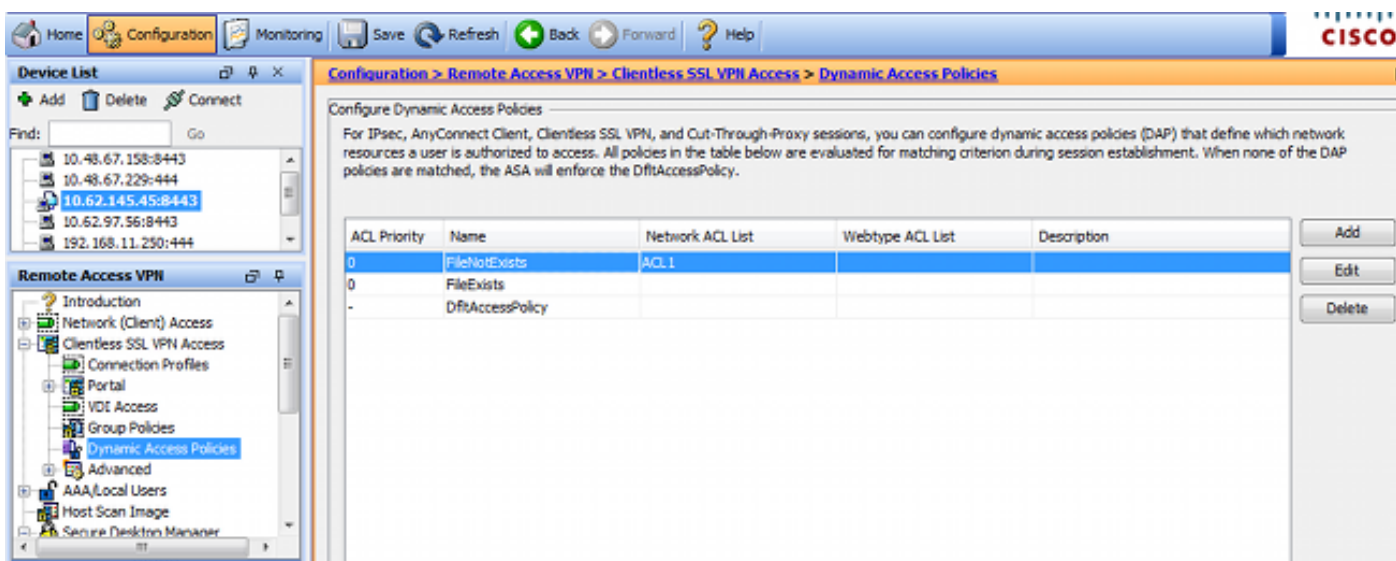 Home Configuration Monitoring Save Refresh Back Forward Help
CISCO
Device List
Add Delete Connect
Find: Go
10.48.67.158:8443
10.48.67.229:444
10.62.145.45:8443
10.62.97.56:8443
192.168.11.250:444
Remote Access VPN
Introduction
Network (Client) Access
Clientless SSL VPN Access
Connection Profiles
Portal
VDI Access
Group Policies
Dynamic Access Policies
Advanced
AAA/Local Users
Host Scan Image
Secure Desktop Manager
Configuration > Remote Access VPN > Clientless SSL VPN Access > Dynamic Access Policies
Configure Dynamic Access Policies
For IPsec, AnyConnect Client, Clientless SSL VPN, and Cut-Through-Proxy sessions, you can configure dynamic access policies (DAP) that define which network
resources a user is authorized to access. All policies in the table below are evaluated for matching criterion during session establishment. When none of the DAP
policies are matched, the ASA will enforce the DfltAccessPolicy.
ACL Priority Name Network ACL List Webtype ACL List Description
0 FileNotExists ACL1
0 FileExists
- DfltAccessPolicy
Add
Edit
Delete